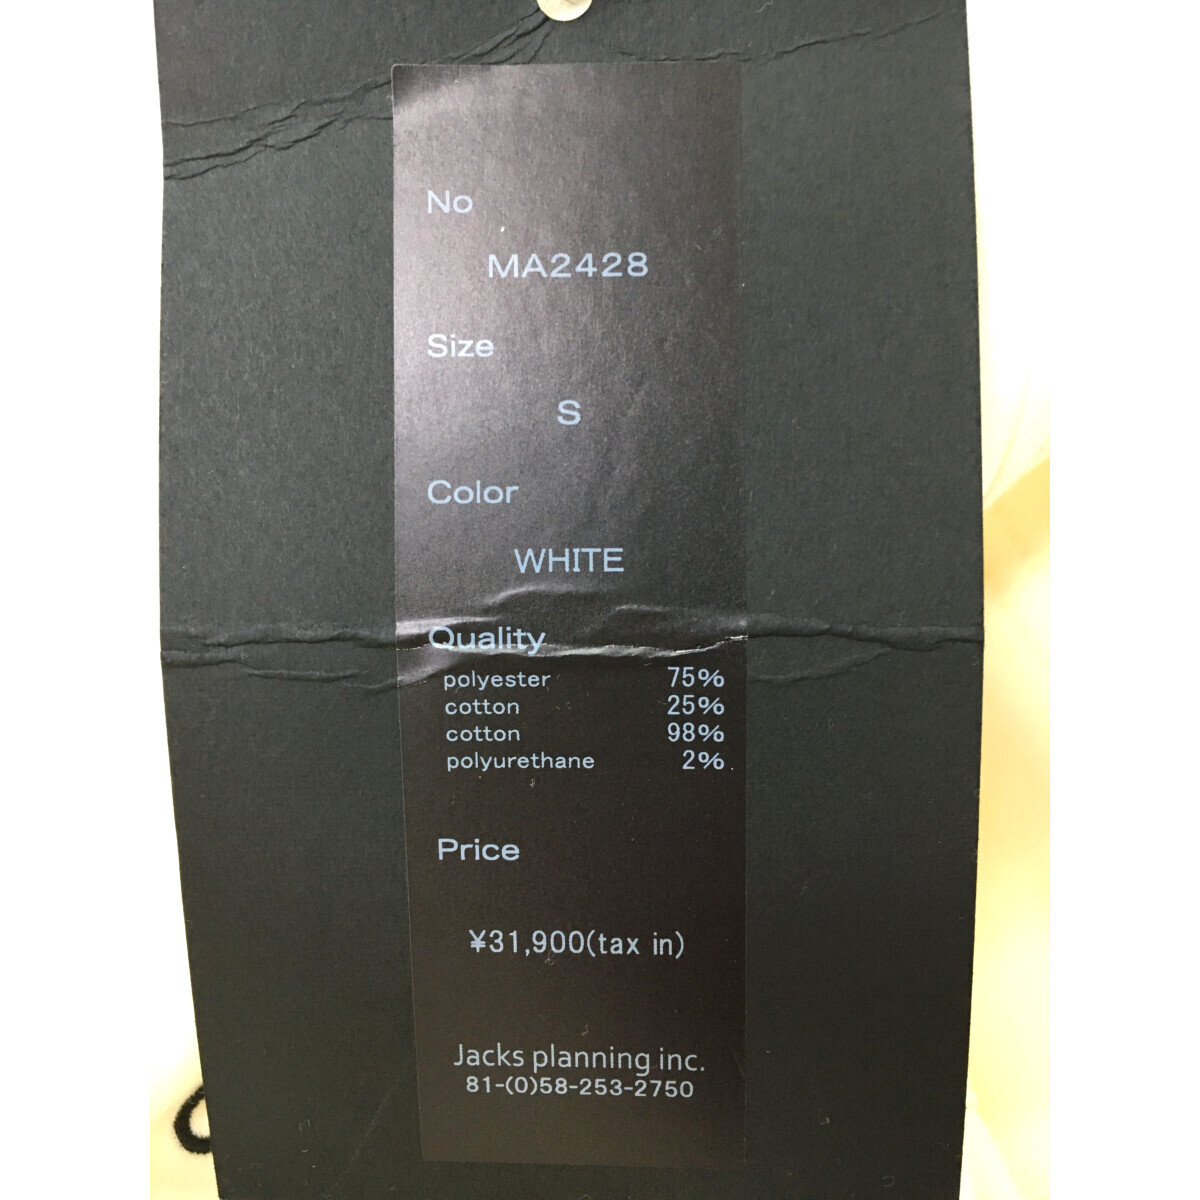 No
MA2428
Size
S
Color
WHITE
Quality
polyester 75%
cotton 25%
cotton 98%
polyurethane 2%
Price
¥31,900(tax in)
Jacks planning inc.
81-(0)58-253-2750